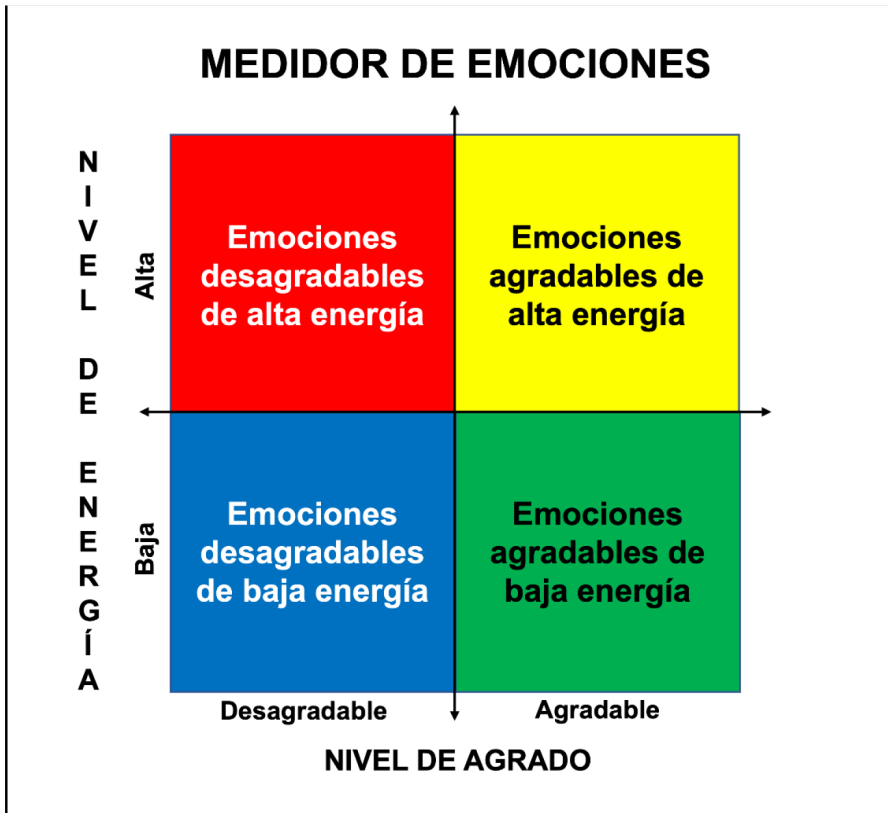 MEDIDOR DE EMOCIONES
NIVEL DE ENERGÍA
Alta
Emociones
desagradables
de alta energía
Emociones
agradables de
alta energía
Baja
Emociones
desagradables
de baja energía
Emociones
agradables de
baja energía
Desagradable
Agradable
NIVEL DE AGRADO